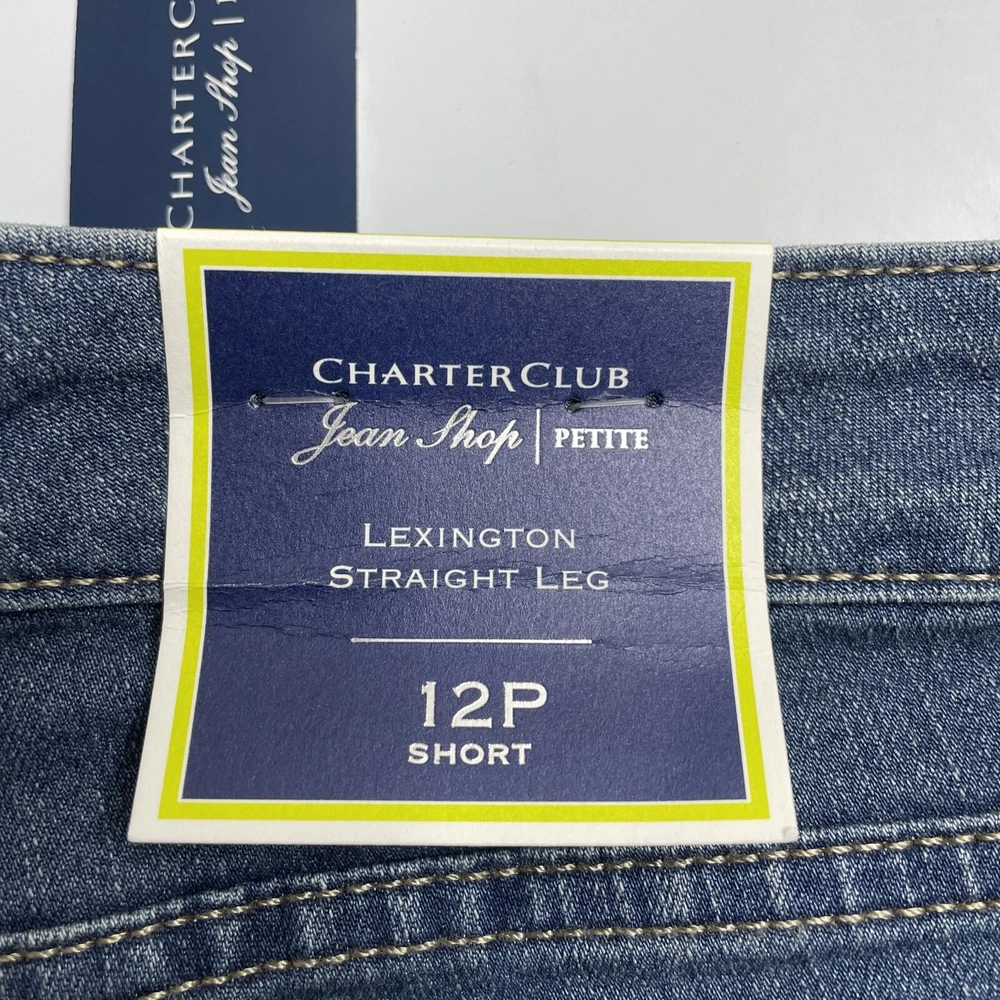 CHARTERC
Jean Shop |
CHARTERCLUB
Jean Shop | PETITE
LEXINGTON
STRAIGHT LEG
12P
SHORT